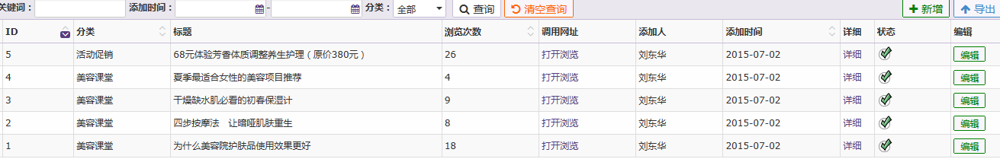 关键词： 添加时间： - 分类： 全部 查询 清空查询 新增 导出
ID 分类 标题 浏览次数 调用网址 添加人 添加时间 详细 状态 编辑
5 活动促销 68元体验芳香体质调整养生护理（原价380元） 26 打开浏览 刘东华 2015-07-02 详细 编辑
4 美容课堂 夏季最适合女性的美容项目推荐 4 打开浏览 刘东华 2015-07-02 详细 编辑
3 美容课堂 干燥缺水肌必看的初春保湿计 9 打开浏览 刘东华 2015-07-02 详细 编辑
2 美容课堂 四步按摩法 让暗哑肌肤重生 8 打开浏览 刘东华 2015-07-02 详细 编辑
1 美容课堂 为什么美容院护肤品使用效果更好 18 打开浏览 刘东华 2015-07-02 详细 编辑